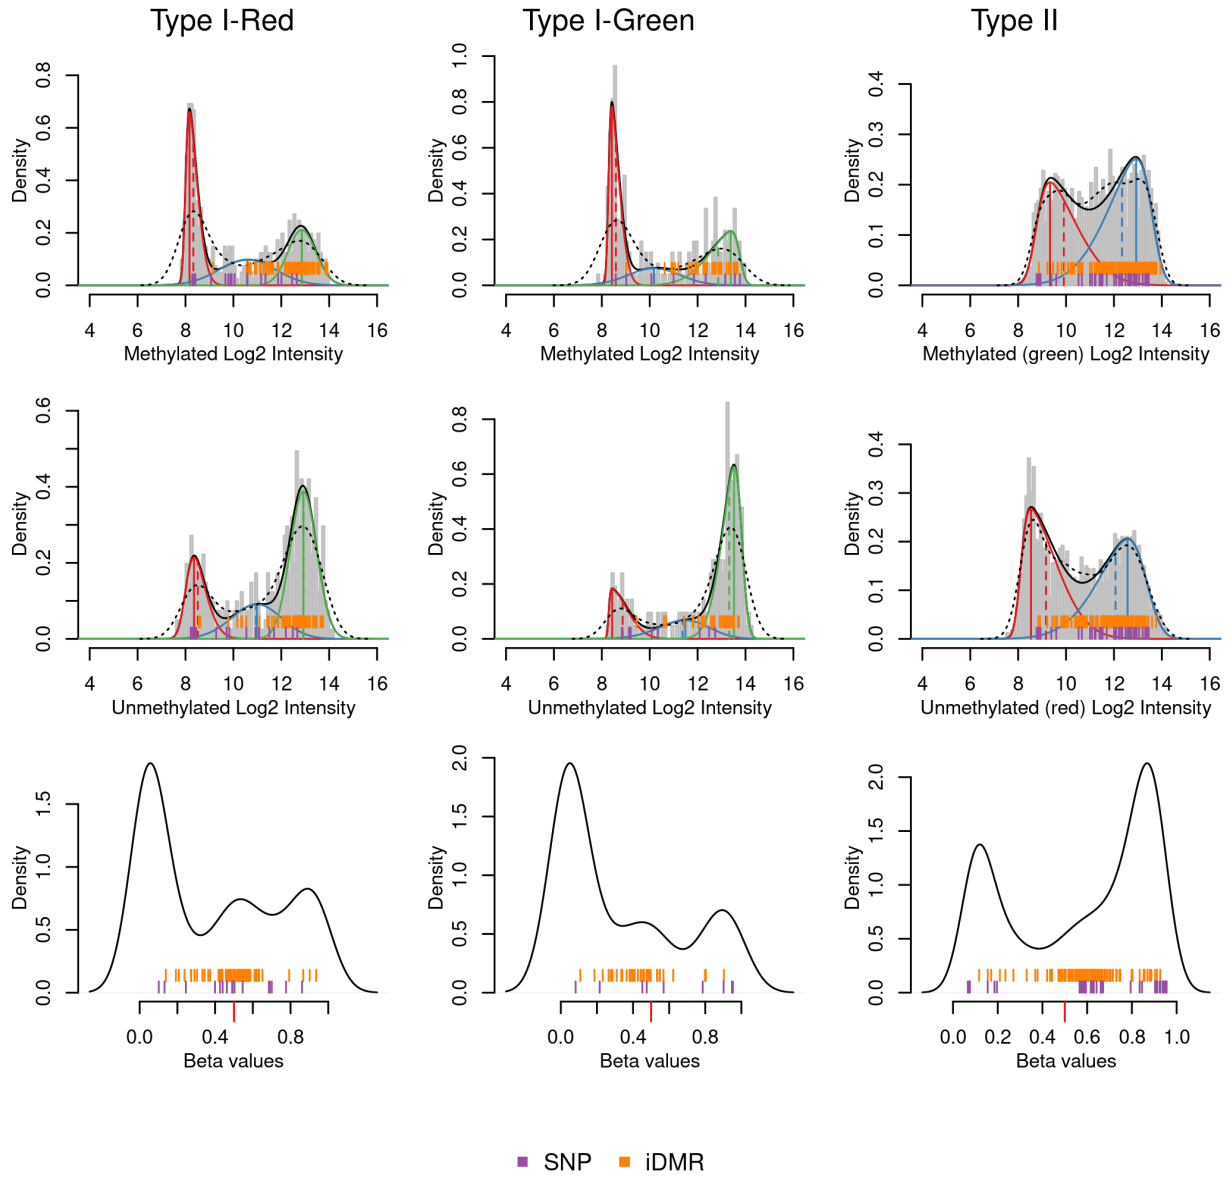 Type I-Red Type I-Green Type II
Density
0.0 0.2 0.4 0.6 0.8
4 6 8 10 12 14 16
Methylated Log2 Intensity
Density
0.0 0.2 0.4 0.6 0.8 1.0
4 6 8 10 12 14 16
Methylated Log2 Intensity
Density
0.0 0.1 0.2 0.3 0.4
4 6 8 10 12 14 16
Methylated (green) Log2 Intensity
Density
0.0 0.2 0.4 0.6
4 6 8 10 12 14 16
Unmethylated Log2 Intensity
Density
0.0 0.2 0.4 0.6 0.8
4 6 8 10 12 14 16
Unmethylated Log2 Intensity
Density
0.0 0.1 0.2 0.3 0.4
4 6 8 10 12 14 16
Unmethylated (red) Log2 Intensity
Density
0.0 0.5 1.0 1.5
0.0 0.4 0.8
Beta values
Density
0.0 0.5 1.0 1.5 2.0
0.0 0.4 0.8
Beta values
Density
0.0 0.5 1.0 1.5 2.0
0.0 0.2 0.4 0.6 0.8 1.0
Beta values
SNP iDMR